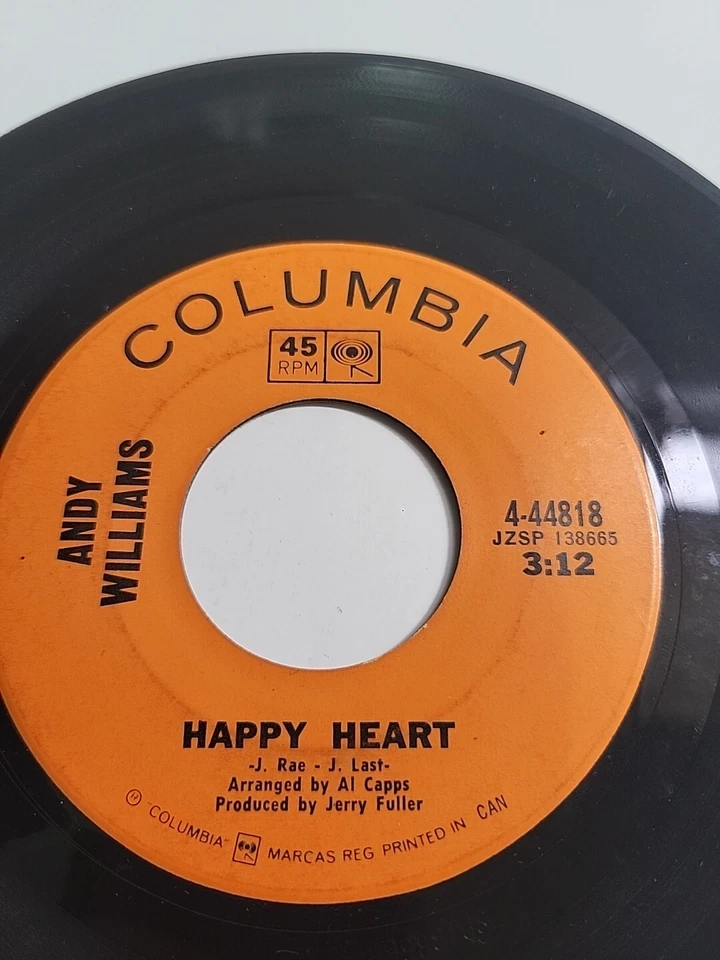 COLUMBIA
45
RPM
ANDY
WILLIAMS
4-44818
JZSP 138665
3:12
HAPPY HEART
-J. Rae - J. Last-
Arranged by Al Capps
Produced by Jerry Fuller
® "COLUMBIA" MARCAS REG PRINTED IN CAN